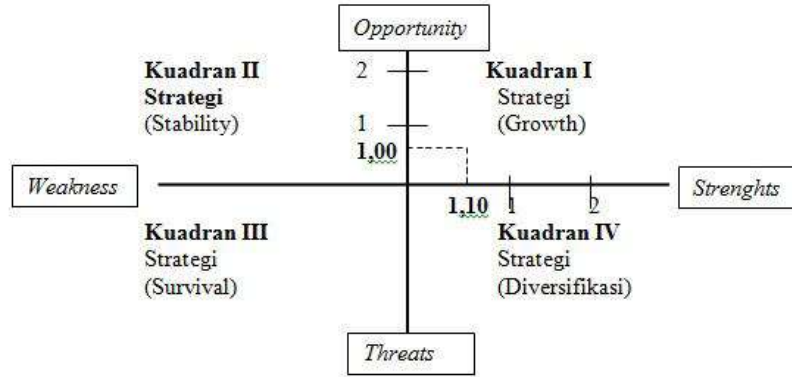 Opportunity
Kuadran II
Strategi
(Stability)
2
Kuadran I
Strategi
(Growth)
1
1,00
Weakness
Strenghts
1,10
1
2
Kuadran III
Strategi
(Survival)
Kuadran IV
Strategi
(Diversifikasi)
Threats